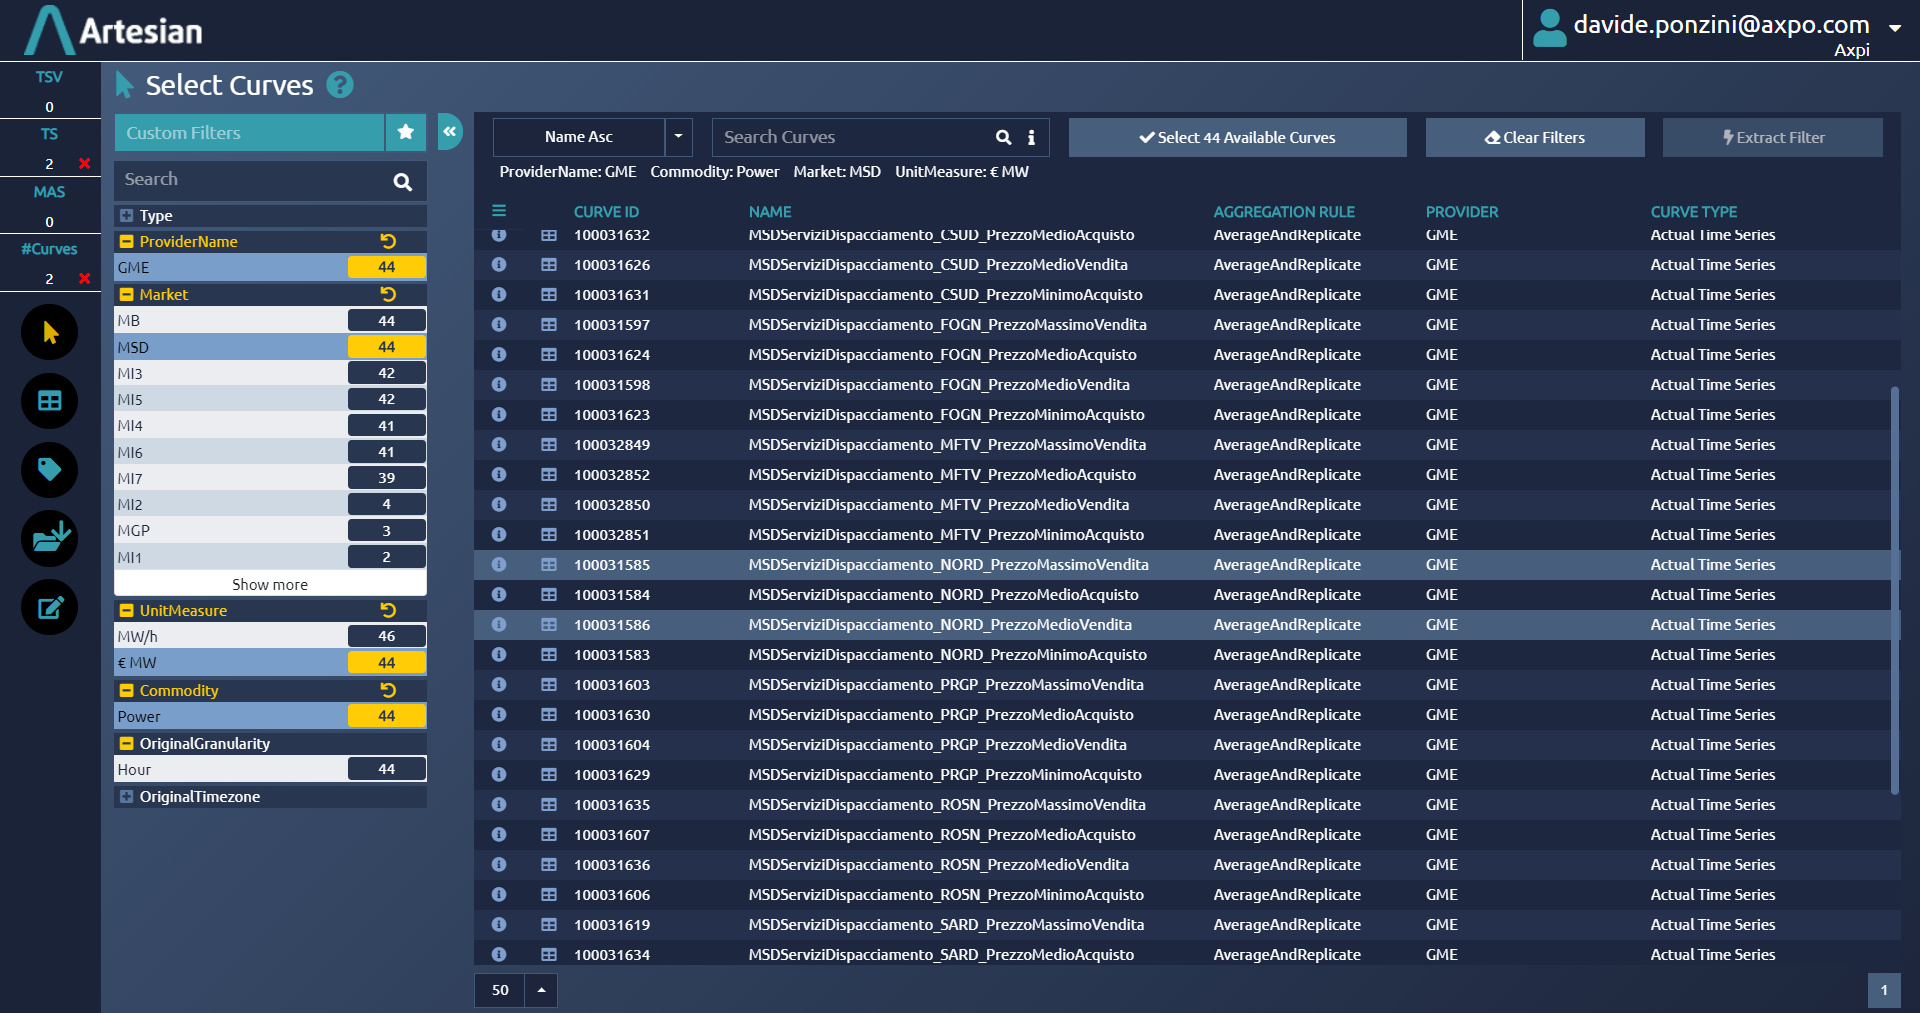 Artesian
davide.ponzini@axpo.com
Axpi
TSV
0
TS
2
MAS
0
#Curves
2
Select Curves ?
Custom Filters
Search
Type
ProviderName
GME 44
Market
MB 44
MSD 44
MI3 42
MI5 42
MI4 41
MI6 41
MI7 39
MI2 4
MGP 3
MI1 2
Show more
UnitMeasure
MW/h 46
€ MW 44
Commodity
Power 44
OriginalGranularity
Hour 44
OriginalTimezone
Name Asc
Search Curves
Select 44 Available Curves
Clear Filters
Extract Filter
ProviderName: GME Commodity: Power Market: MSD UnitMeasure: € MW
CURVE ID NAME AGGREGATION RULE PROVIDER CURVE TYPE
100031632 MSDServiziDispacciamento_CSUD_PrezzoMedioAcquisto AverageAndReplicate GME Actual Time Series
100031626 MSDServiziDispacciamento_CSUD_PrezzoMedioVendita AverageAndReplicate GME Actual Time Series
100031631 MSDServiziDispacciamento_CSUD_PrezzoMinimoAcquisto AverageAndReplicate GME Actual Time Series
100031597 MSDServiziDispacciamento_FOGN_PrezzoMassimoVendita AverageAndReplicate GME Actual Time Series
100031624 MSDServiziDispacciamento_FOGN_PrezzoMedioAcquisto AverageAndReplicate GME Actual Time Series
100031598 MSDServiziDispacciamento_FOGN_PrezzoMedioVendita AverageAndReplicate GME Actual Time Series
100031623 MSDServiziDispacciamento_FOGN_PrezzoMinimoAcquisto AverageAndReplicate GME Actual Time Series
100032849 MSDServiziDispacciamento_MFTV_PrezzoMassimoVendita AverageAndReplicate GME Actual Time Series
100032852 MSDServiziDispacciamento_MFTV_PrezzoMedioAcquisto AverageAndReplicate GME Actual Time Series
100032850 MSDServiziDispacciamento_MFTV_PrezzoMedioVendita AverageAndReplicate GME Actual Time Series
100032851 MSDServiziDispacciamento_MFTV_PrezzoMinimoAcquisto AverageAndReplicate GME Actual Time Series
100031585 MSDServiziDispacciamento_NORD_PrezzoMassimoVendita AverageAndReplicate GME Actual Time Series
100031584 MSDServiziDispacciamento_NORD_PrezzoMedioAcquisto AverageAndReplicate GME Actual Time Series
100031586 MSDServiziDispacciamento_NORD_PrezzoMedioVendita AverageAndReplicate GME Actual Time Series
100031583 MSDServiziDispacciamento_NORD_PrezzoMinimoAcquisto AverageAndReplicate GME Actual Time Series
100031603 MSDServiziDispacciamento_PRGP_PrezzoMassimoVendita AverageAndReplicate GME Actual Time Series
100031630 MSDServiziDispacciamento_PRGP_PrezzoMedioAcquisto AverageAndReplicate GME Actual Time Series
100031604 MSDServiziDispacciamento_PRGP_PrezzoMedioVendita AverageAndReplicate GME Actual Time Series
100031629 MSDServiziDispacciamento_PRGP_PrezzoMinimoAcquisto AverageAndReplicate GME Actual Time Series
100031635 MSDServiziDispacciamento_ROSN_PrezzoMassimoVendita AverageAndReplicate GME Actual Time Series
100031607 MSDServiziDispacciamento_ROSN_PrezzoMedioAcquisto AverageAndReplicate GME Actual Time Series
100031636 MSDServiziDispacciamento_ROSN_PrezzoMedioVendita AverageAndReplicate GME Actual Time Series
100031606 MSDServiziDispacciamento_ROSN_PrezzoMinimoAcquisto AverageAndReplicate GME Actual Time Series
100031619 MSDServiziDispacciamento_SARD_PrezzoMassimoVendita AverageAndReplicate GME Actual Time Series
100031634 MSDServiziDispacciamento_SARD_PrezzoMedioAcquisto AverageAndReplicate GME Actual Time Series
50
1